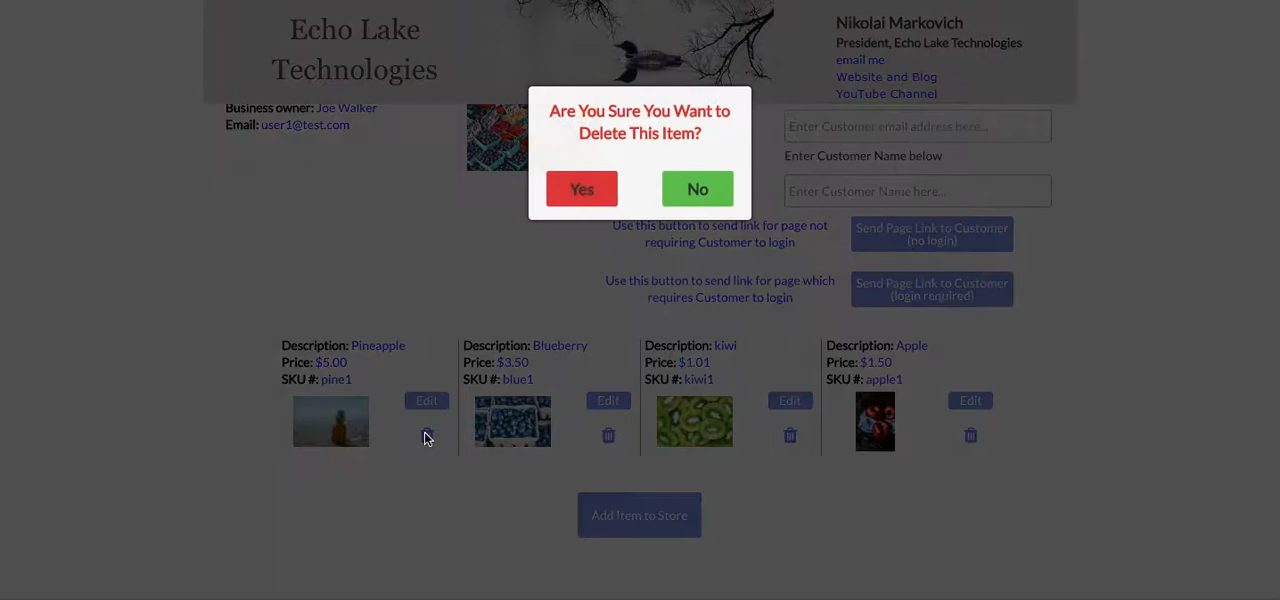 Echo Lake
Technologies
Nikolai Markovich
President, Echo Lake Technologies
email me
Website and Blog
YouTube Channel
Business owner: Joe Walker
Email: user1@test.com
Are You Sure You Want to
Delete This Item?
Yes
No
Enter Customer email address here...
Enter Customer Name below
Enter Customer Name here...
Use this button to send link for page not
requiring Customer to login
Send Page Link to Customer
(no login)
Use this button to send link for page which
requires Customer to login
Send Page Link to Customer
(login required)
Description: Pineapple
Price: $5.00
SKU #: pine1
Edit
Description: Blueberry
Price: $3.50
SKU #: blue1
Edit
Description: kiwi
Price: $1.01
SKU #: kiwi1
Edit
Description: Apple
Price: $1.50
SKU #: apple1
Edit
Add Item to Store